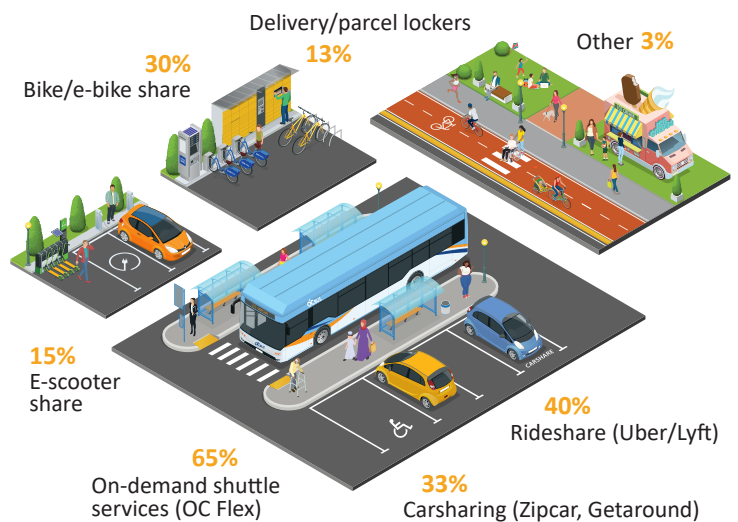 Delivery/parcel lockers
13%
Other 3%
30%
Bike/e-bike share
15%
E-scooter
share
CARSHARE
40%
Rideshare (Uber/Lyft)
65%
On-demand shuttle
services (OC Flex)
33%
Carsharing (Zipcar, Getaround)